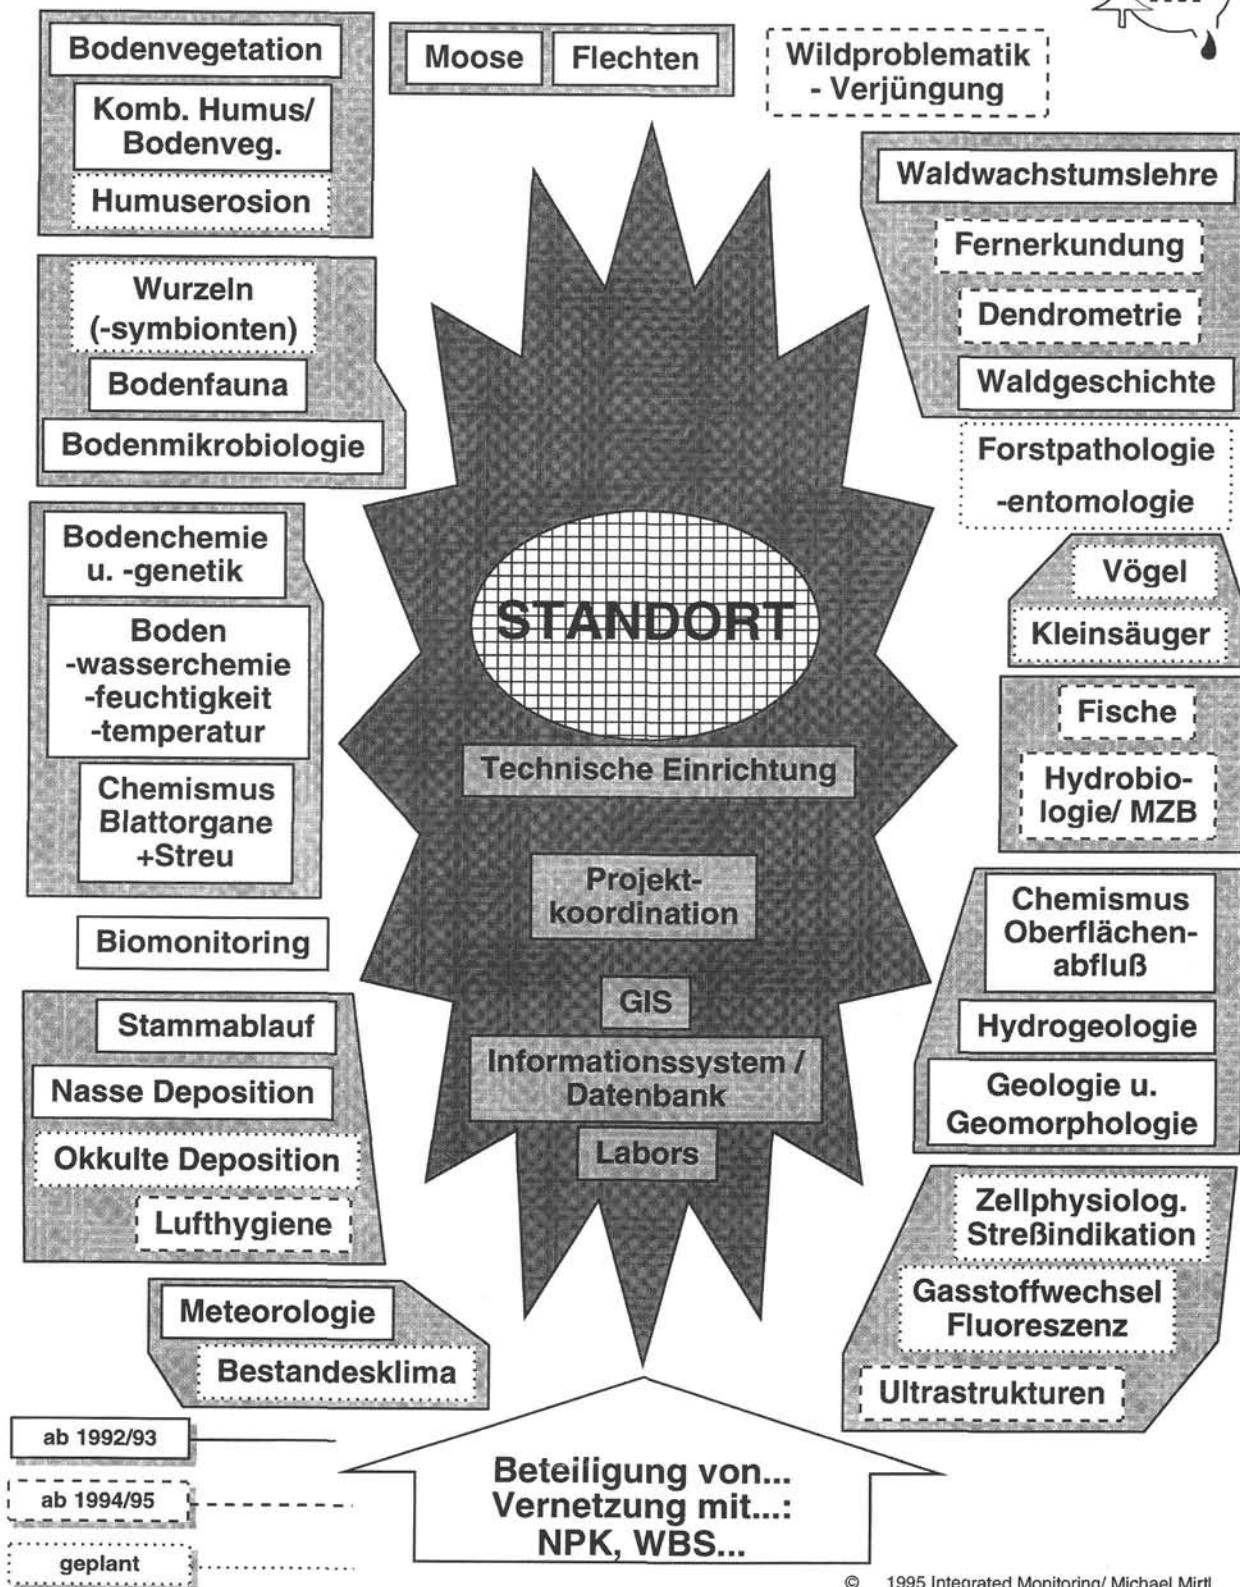 Bodenvegetation
Komb. Humus/
Bodenveg.
Humuserosion
Moose
Flechten
Wildproblematik
- Verjüngung
Wurzeln
(-symbionten)
Bodenfauna
Bodenmikrobiologie
Waldwachstumslehre
Fernerkundung
Dendrometrie
Waldgeschichte
Forstpathologie
-entomologie
Bodenchemie
u. -genetik
Boden
-wasserchemie
-feuchtigkeit
-temperatur
Chemismus
Blattorgane
+Streu
Biomonitoring
STANDORT
Technische Einrichtung
Projekt-
koordination
GIS
Informationssystem /
Datenbank
Labors
Vögel
Kleinsäuger
Fische
Hydrobio-
logie/ MZB
Chemismus
Oberflächen-
abfluß
Hydrogeologie
Geologie u.
Geomorphologie
Stammablauf
Nasse Deposition
Okkulte Deposition
Lufthygiene
Meteorologie
Bestandesklima
Zellphysiolog.
Streßindikation
Gasstoffwechsel
Fluoreszenz
Ultrastrukturen
ab 1992/93
ab 1994/95
geplant
Beteiligung von...
Vernetzung mit...:
NPK, WBS...
© 1995 Integrated Monitoring/ Michael Mirtl